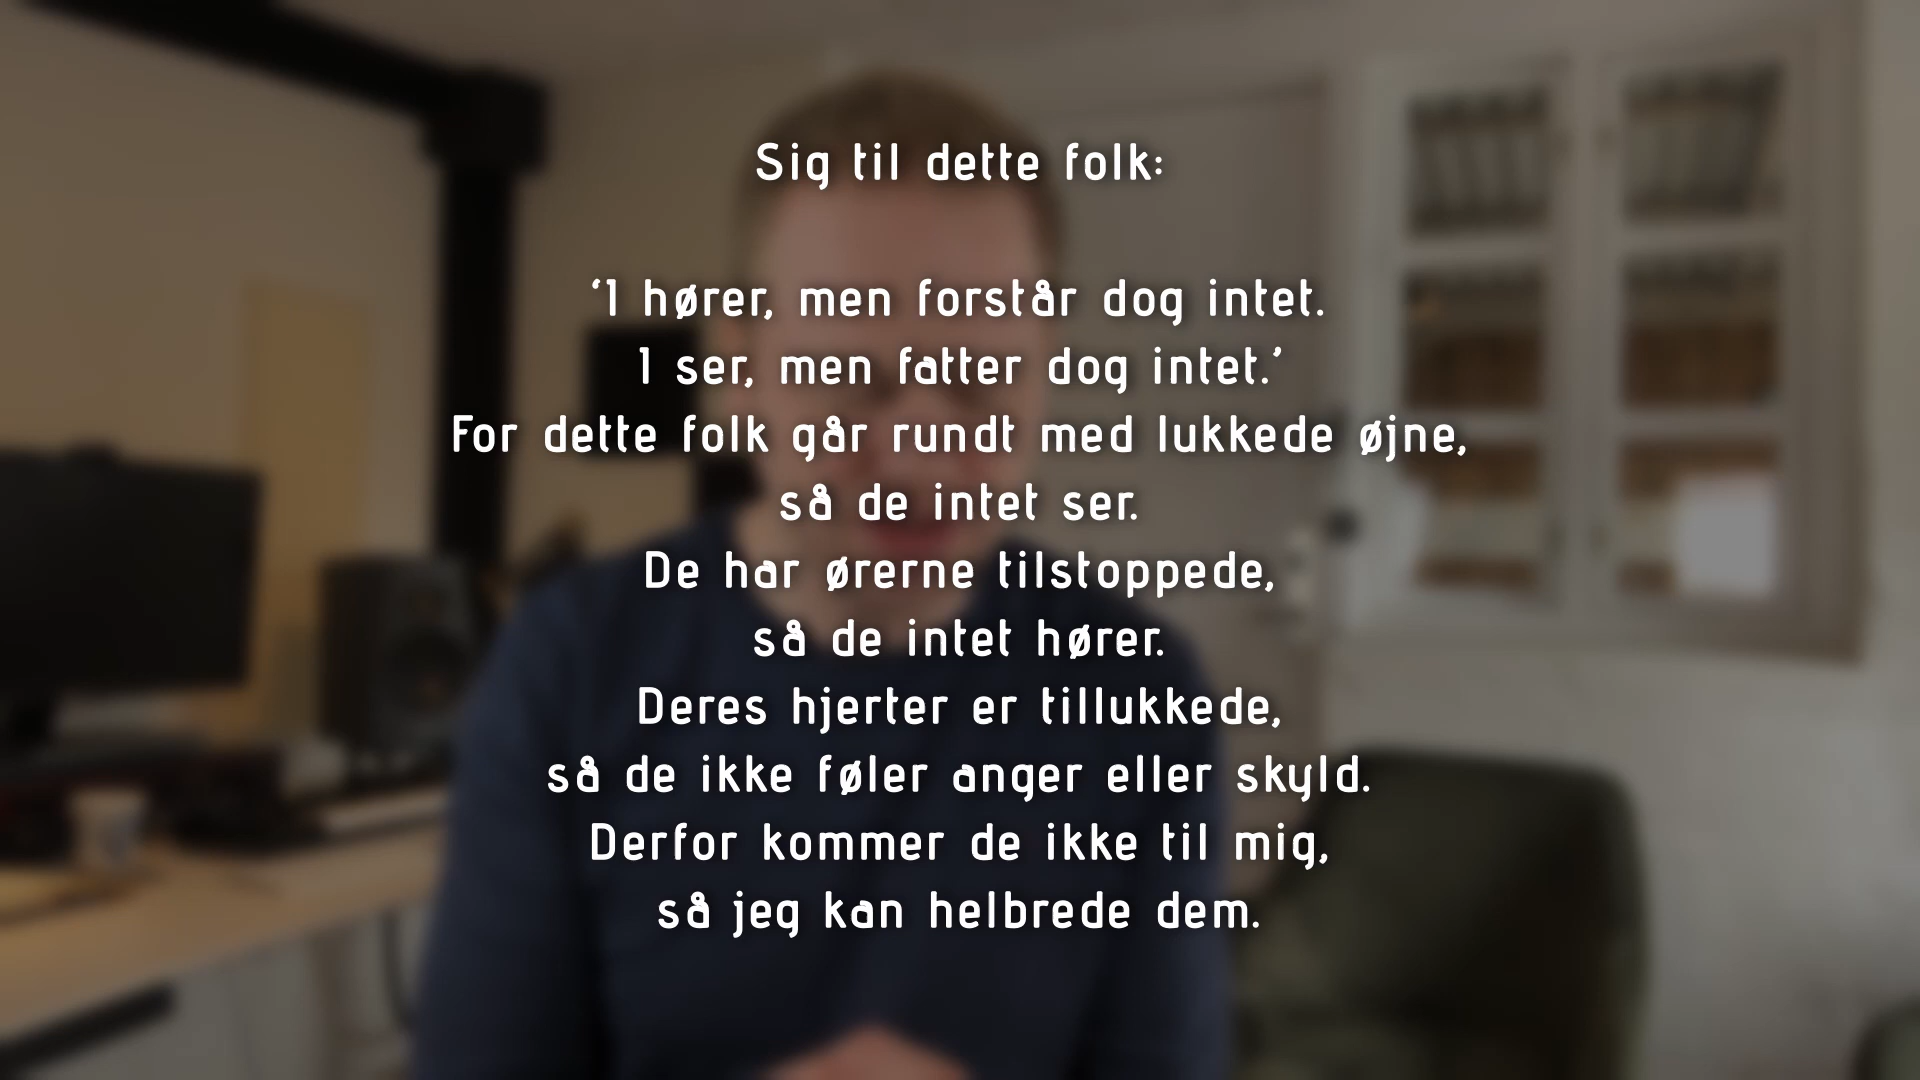 Sig til dette folk:
‘I hører, men forstår dog intet.
I ser, men fatter dog intet.’
For dette folk går rundt med lukkede øjne,
så de intet ser.
De har ørerne tilstoppede,
så de intet hører.
Deres hjerter er tillukkede,
så de ikke føler anger eller skyld.
Derfor kommer de ikke til mig,
så jeg kan helbrede dem.